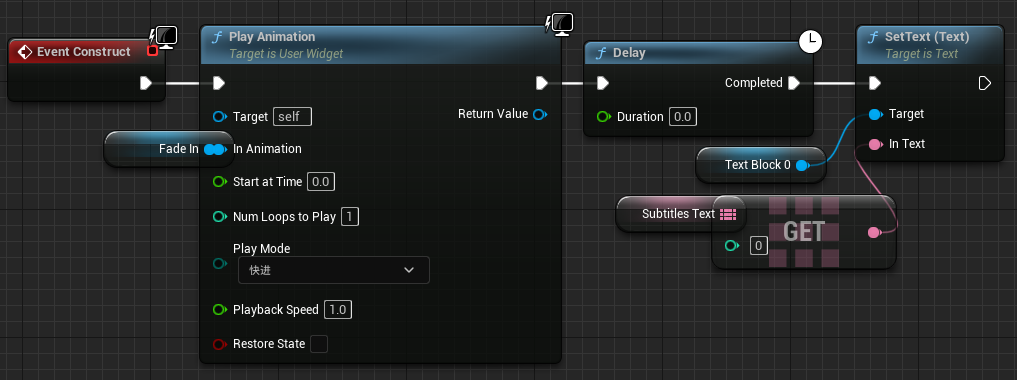 Event Construct
Play Animation
Target is User Widget
Target self
Return Value
Fade In
In Animation
Start at Time 0.0
Num Loops to Play 1
Play Mode
快进
Playback Speed 1.0
Restore State
Delay
Completed
Duration 0.0
SetText (Text)
Target is Text
Target
In Text
Text Block 0
Subtitles Text
GET
0